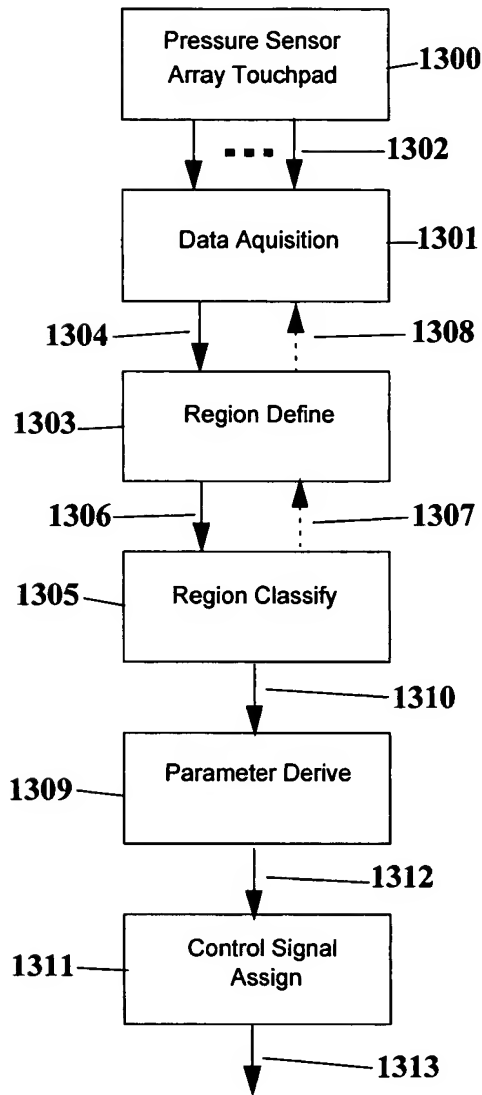 Pressure Sensor
Array Touchpad
1300
1302
Data Aquisition
1301
1304
1308
1303
Region Define
1306
1307
1305
Region Classify
1310
Parameter Derive
1309
1312
1311
Control Signal
Assign
1313